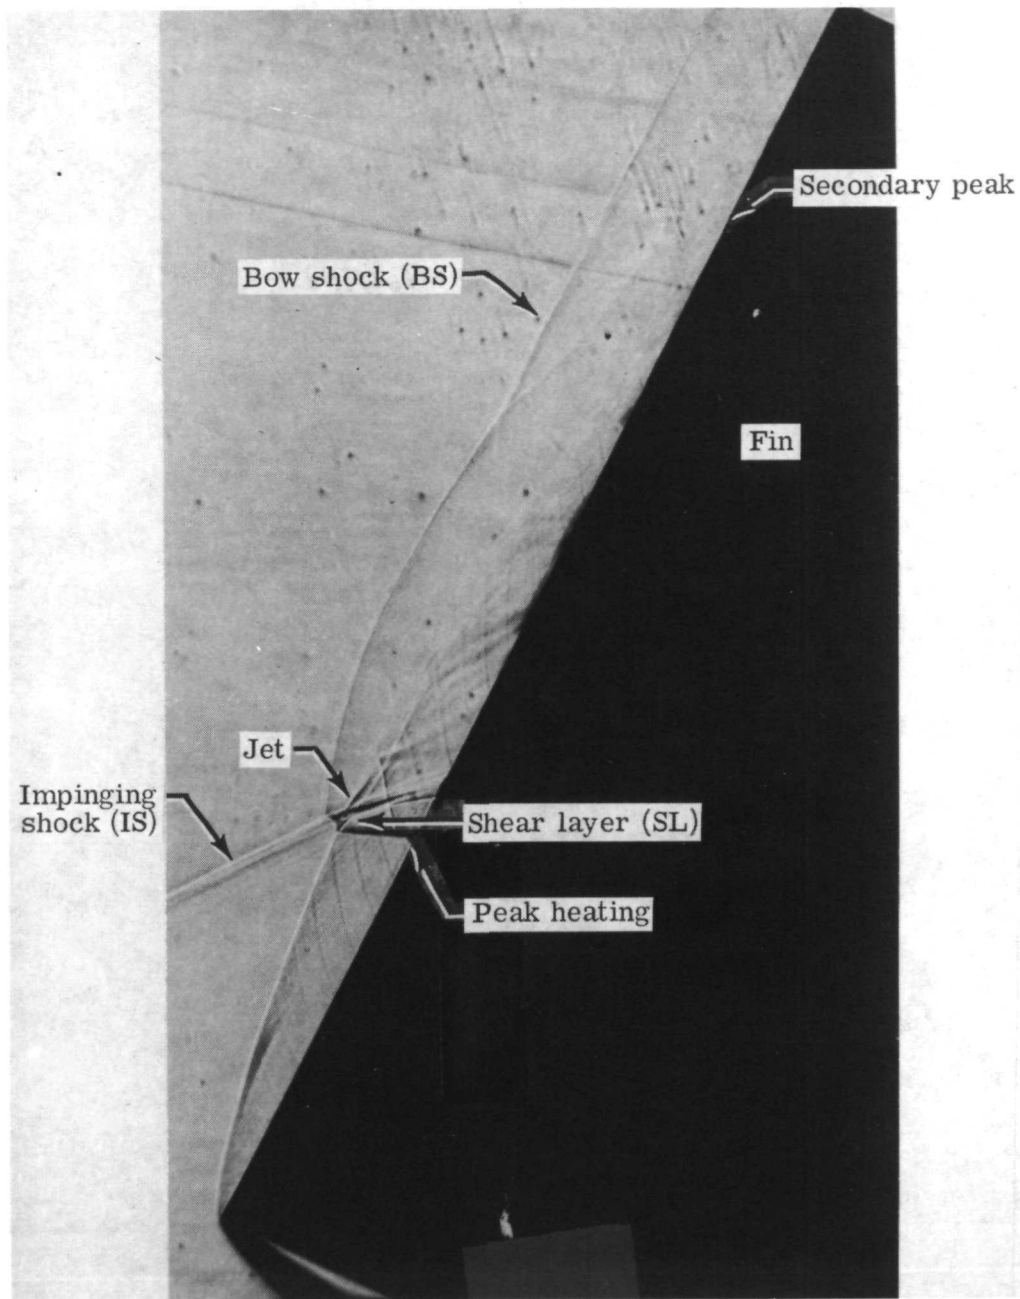 Secondary peak
Bow shock (BS)
Fin
Jet
Impinging
shock (IS)
Shear layer (SL)
Peak heating